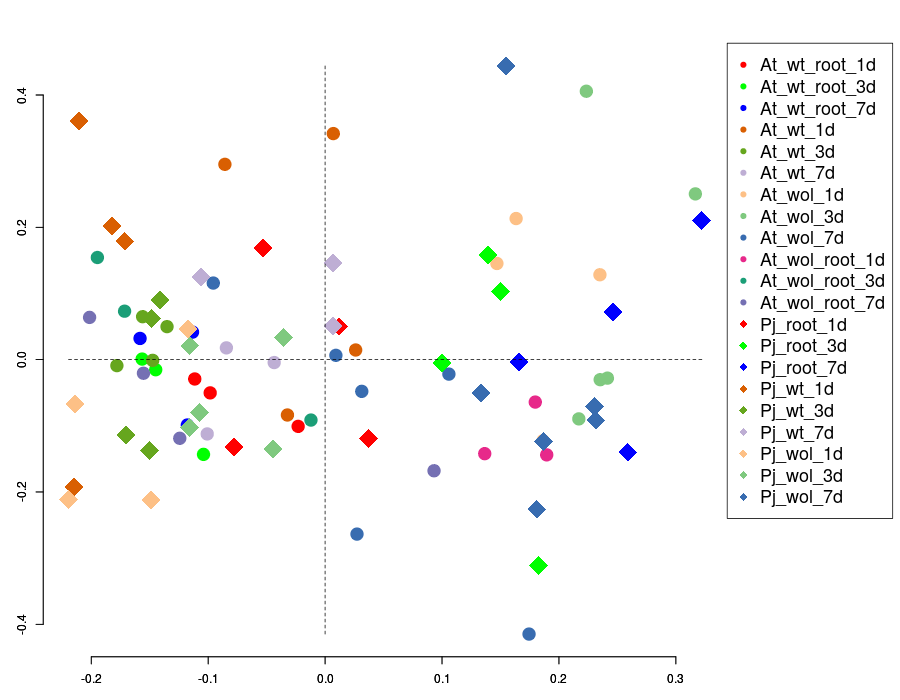 0.4
0.2
0.0
-0.2
-0.4
-0.2
-0.1
0.0
0.1
0.2
0.3
At_wt_root_1d
At_wt_root_3d
At_wt_root_7d
At_wt_1d
At_wt_3d
At_wt_7d
At_wol_1d
At_wol_3d
At_wol_7d
At_wol_root_1d
At_wol_root_3d
At_wol_root_7d
Pj_root_1d
Pj_root_3d
Pj_root_7d
Pj_wt_1d
Pj_wt_3d
Pj_wt_7d
Pj_wol_1d
Pj_wol_3d
Pj_wol_7d